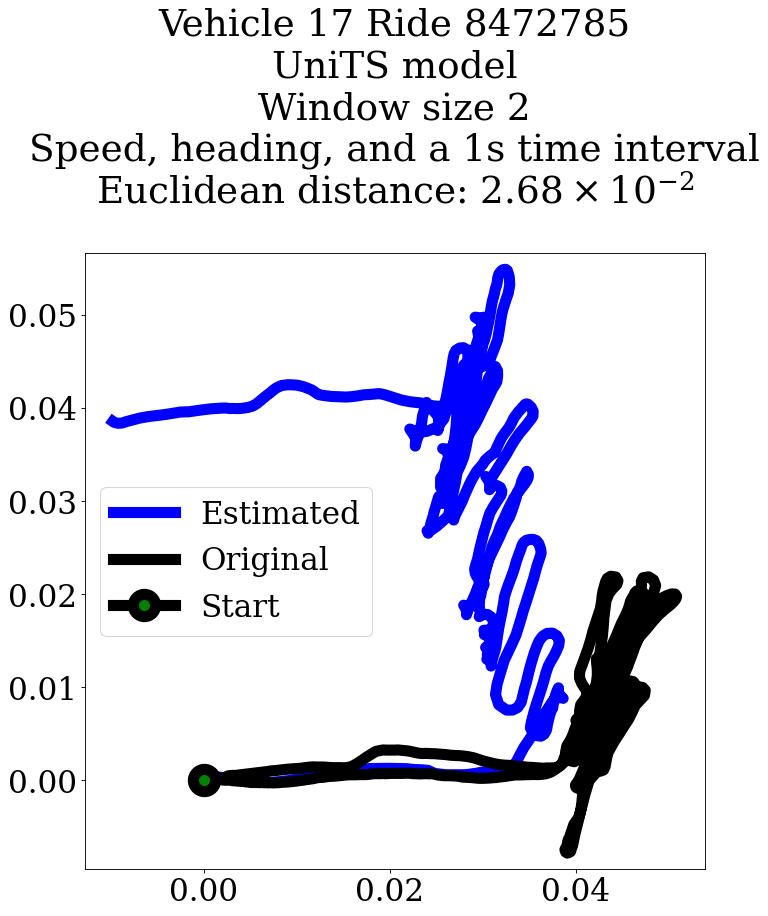 Vehicle 17 Ride 8472785
UniTS model
Window size 2
Speed, heading, and a 1s time interval
Euclidean distance: 2.68 × 10⁻²
0.05
0.04
0.03
0.02
0.01
0.00
Estimated
Original
Start
0.00 0.02 0.04